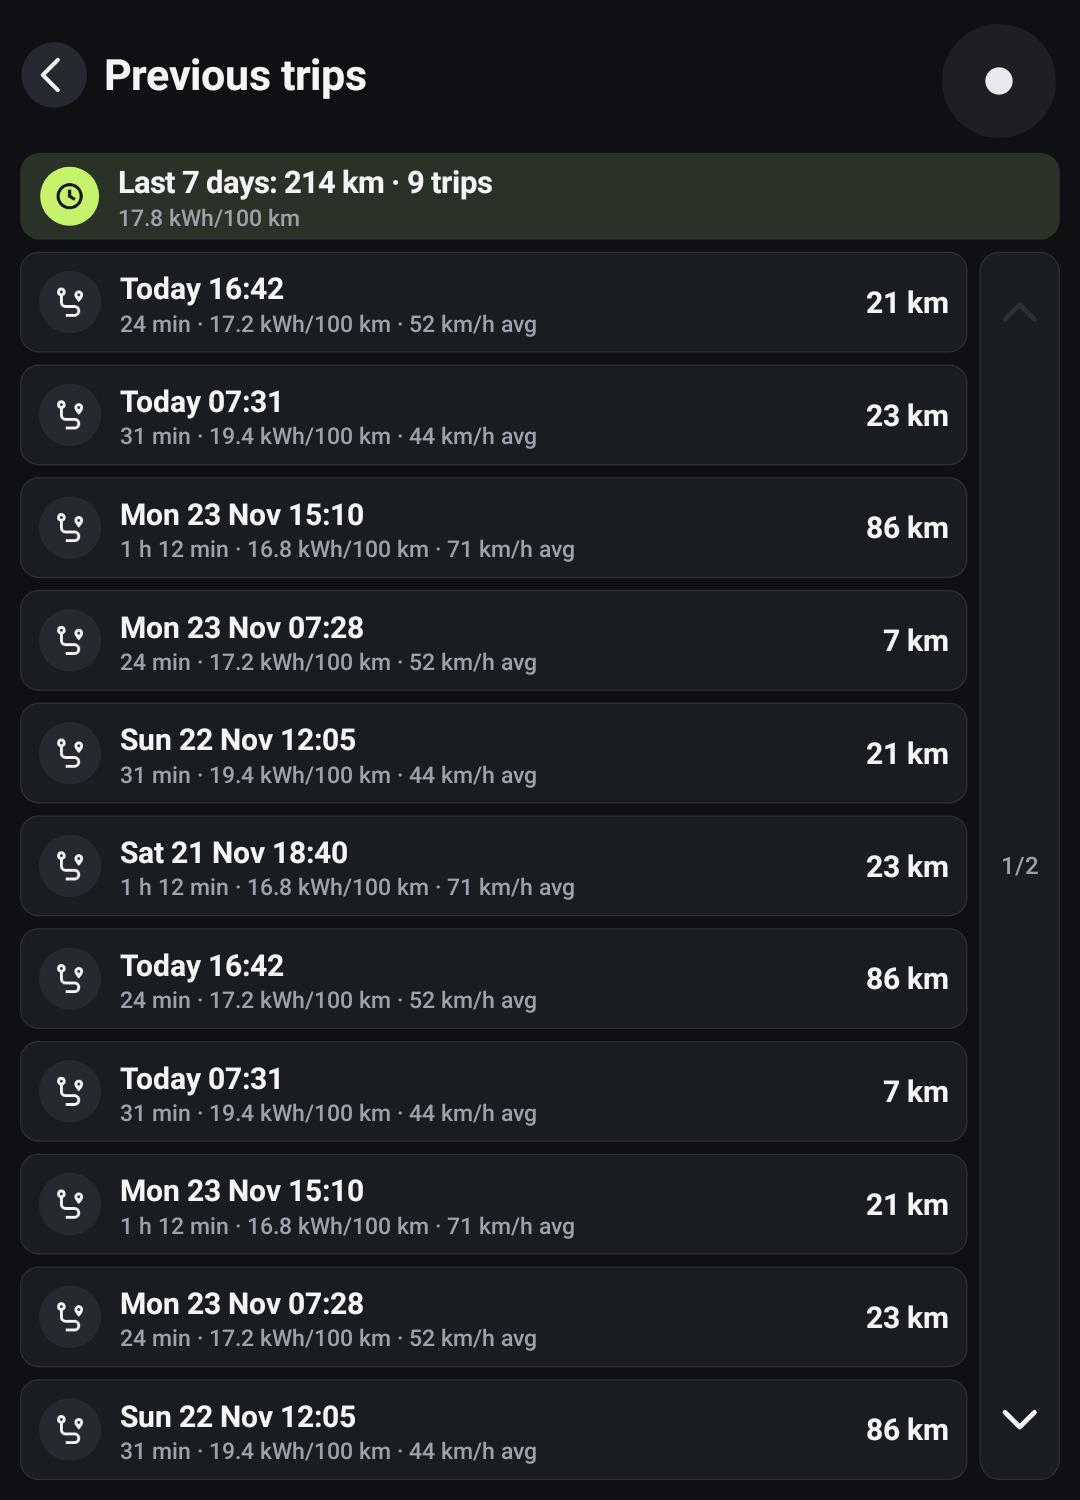 Previous trips
Last 7 days: 214 km · 9 trips
17.8 kWh/100 km
Today 16:42
24 min · 17.2 kWh/100 km · 52 km/h avg
21 km
Today 07:31
31 min · 19.4 kWh/100 km · 44 km/h avg
23 km
Mon 23 Nov 15:10
1 h 12 min · 16.8 kWh/100 km · 71 km/h avg
86 km
Mon 23 Nov 07:28
24 min · 17.2 kWh/100 km · 52 km/h avg
7 km
Sun 22 Nov 12:05
31 min · 19.4 kWh/100 km · 44 km/h avg
21 km
Sat 21 Nov 18:40
1 h 12 min · 16.8 kWh/100 km · 71 km/h avg
23 km
1/2
Today 16:42
24 min · 17.2 kWh/100 km · 52 km/h avg
86 km
Today 07:31
31 min · 19.4 kWh/100 km · 44 km/h avg
7 km
Mon 23 Nov 15:10
1 h 12 min · 16.8 kWh/100 km · 71 km/h avg
21 km
Mon 23 Nov 07:28
24 min · 17.2 kWh/100 km · 52 km/h avg
23 km
Sun 22 Nov 12:05
31 min · 19.4 kWh/100 km · 44 km/h avg
86 km